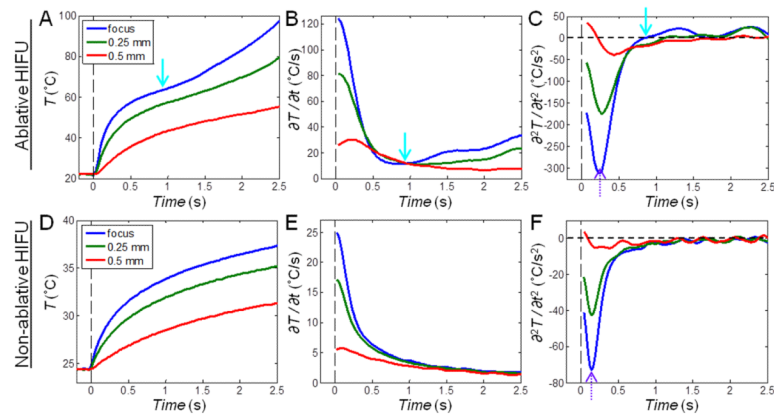 Ablative HIFU
A
focus
0.25 mm
0.5 mm
T (°C)
100
80
60
40
20
0 0.5 1 1.5 2 2.5
Time (s)
B
∂T / ∂t (°C/s)
120
100
80
60
40
20
0
0 0.5 1 1.5 2 2.5
Time (s)
C
∂²T / ∂t² (°C/s²)
50
0
-50
-100
-150
-200
-250
-300
0 0.5 1 1.5 2 2.5
Time (s)
Non-ablative HIFU
D
focus
0.25 mm
0.5 mm
T (°C)
40
35
30
25
0 0.5 1 1.5 2 2.5
Time (s)
E
∂T / ∂t (°C/s)
25
20
15
10
5
0
0 0.5 1 1.5 2 2.5
Time (s)
F
∂²T / ∂t² (°C/s²)
0
-20
-40
-60
-80
0 0.5 1 1.5 2 2.5
Time (s)